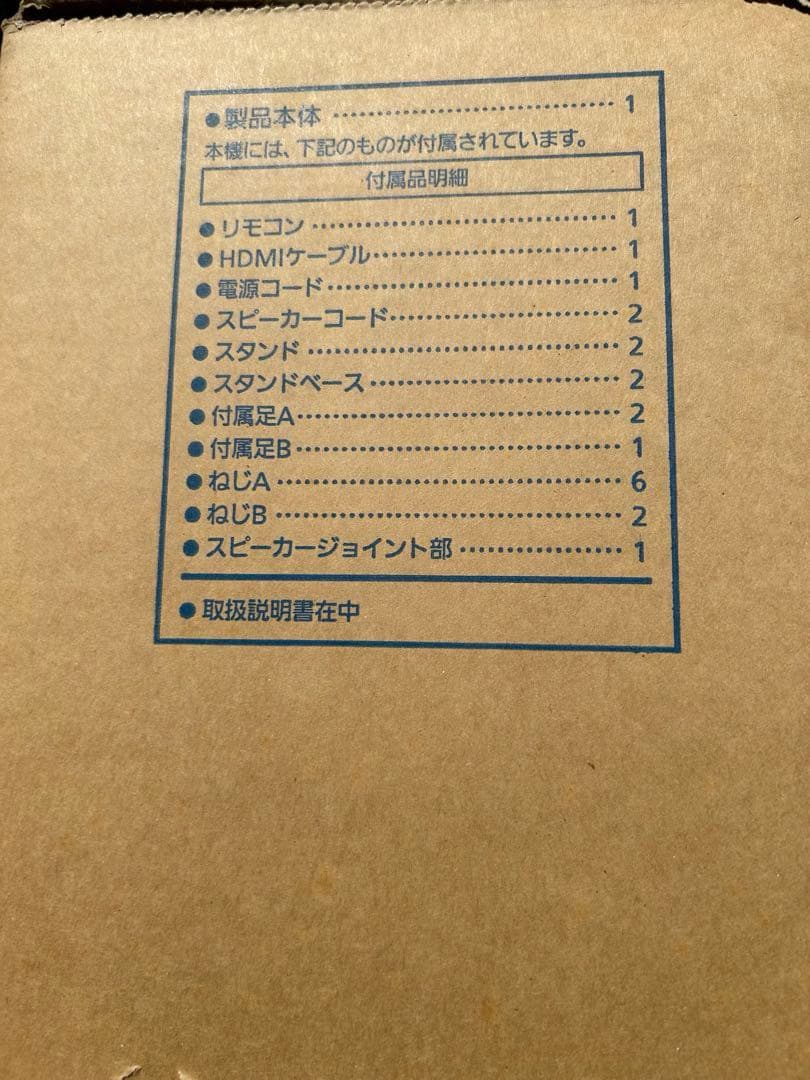 ●製品本体 ‥‥‥‥‥‥‥‥‥‥ 1
本機には、下記のものが付属されています。
付属品明細
●リモコン ‥‥‥‥‥‥‥‥‥‥ 1
●HDMIケーブル‥‥‥‥‥‥‥‥ 1
●電源コード‥‥‥‥‥‥‥‥‥‥ 1
●スピーカーコード‥‥‥‥‥‥‥ 2
●スタンド ‥‥‥‥‥‥‥‥‥‥ 2
●スタンドベース‥‥‥‥‥‥‥‥ 2
●付属足A‥‥‥‥‥‥‥‥‥‥‥ 2
●付属足B‥‥‥‥‥‥‥‥‥‥‥ 1
●ねじA ‥‥‥‥‥‥‥‥‥‥‥ 6
●ねじB ‥‥‥‥‥‥‥‥‥‥‥ 2
●スピーカージョイント部 ‥‥‥‥ 1
●取扱説明書在中